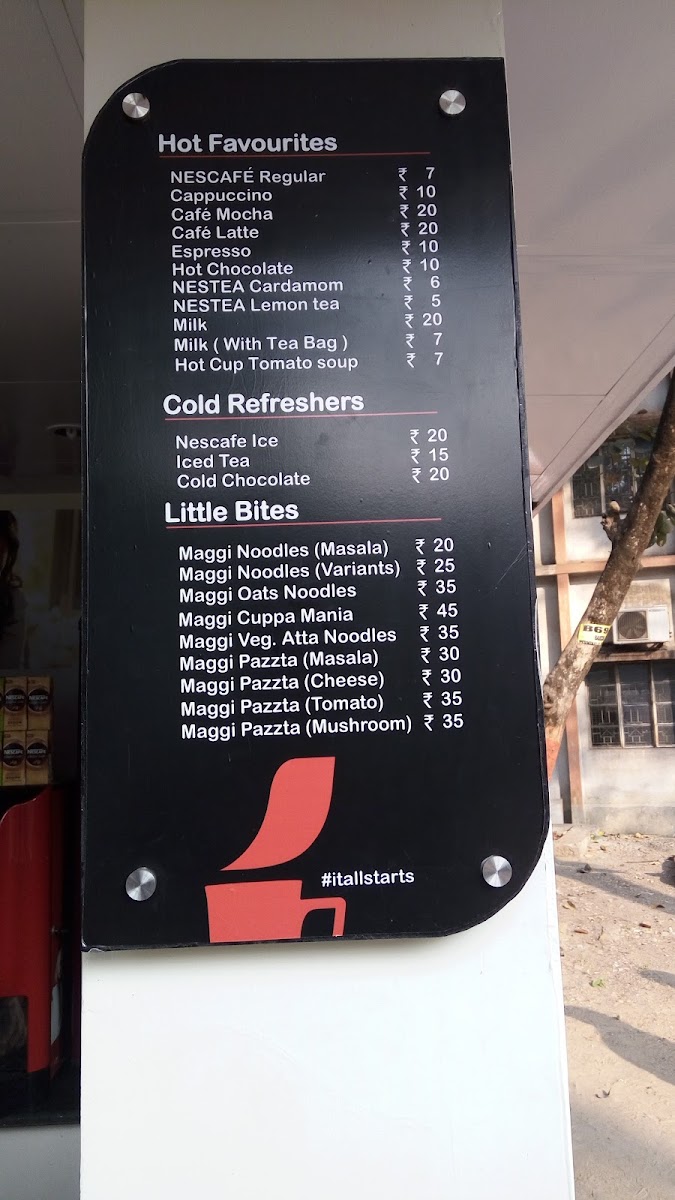 Hot Favourites
NESCAFÉ Regular ₹ 7
Cappuccino ₹ 10
Café Mocha ₹ 20
Café Latte ₹ 20
Espresso ₹ 10
Hot Chocolate ₹ 10
NESTEA Cardamom ₹ 6
NESTEA Lemon tea ₹ 5
Milk ₹ 20
Milk ( With Tea Bag ) ₹ 7
Hot Cup Tomato soup ₹ 7
Cold Refreshers
Nescafe Ice ₹ 20
Iced Tea ₹ 15
Cold Chocolate ₹ 20
Little Bites
Maggi Noodles (Masala) ₹ 20
Maggi Noodles (Variants) ₹ 25
Maggi Oats Noodles ₹ 35
Maggi Cuppa Mania ₹ 45
Maggi Veg. Atta Noodles ₹ 35
Maggi Pazzta (Masala) ₹ 30
Maggi Pazzta (Cheese) ₹ 30
Maggi Pazzta (Tomato) ₹ 35
Maggi Pazzta (Mushroom) ₹ 35
#itallstarts